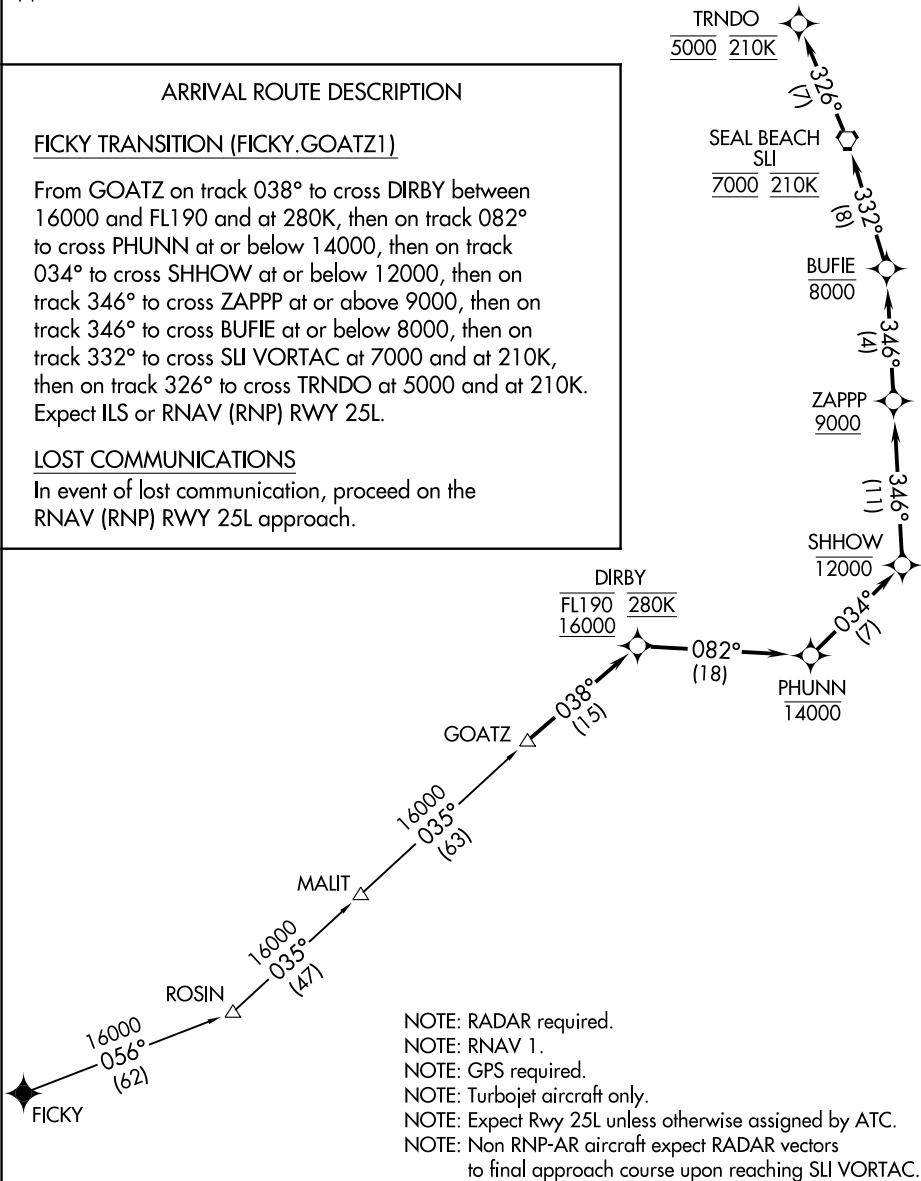 TRNDO
5000 210K
326°
(7)
SEAL BEACH
SLI
7000 210K
332°
(8)
BUFIE
8000
346°
(4)
ZAPPP
9000
346°
(11)
SHHOW
12000
034°
(7)
PHUNN
14000
082°
(18)
DIRBY
FL190 280K
16000
038°
(15)
GOATZ
16000
035°
(63)
MALIT
16000
035°
(47)
ROSIN
16000
056°
(62)
FICKY
ARRIVAL ROUTE DESCRIPTION
FICKY TRANSITION (FICKY.GOATZ1)
From GOATZ on track 038° to cross DIRBY between
16000 and FL190 and at 280K, then on track 082°
to cross PHUNN at or below 14000, then on track
034° to cross SHHOW at or below 12000, then on
track 346° to cross ZAPPP at or above 9000, then on
track 346° to cross BUFIE at or below 8000, then on
track 332° to cross SLI VORTAC at 7000 and at 210K,
then on track 326° to cross TRNDO at 5000 and at 210K.
Expect ILS or RNAV (RNP) RWY 25L.
LOST COMMUNICATIONS
In event of lost communication, proceed on the
RNAV (RNP) RWY 25L approach.
NOTE: RADAR required.
NOTE: RNAV 1.
NOTE: GPS required.
NOTE: Turbojet aircraft only.
NOTE: Expect Rwy 25L unless otherwise assigned by ATC.
NOTE: Non RNP-AR aircraft expect RADAR vectors
to final approach course upon reaching SLI VORTAC.